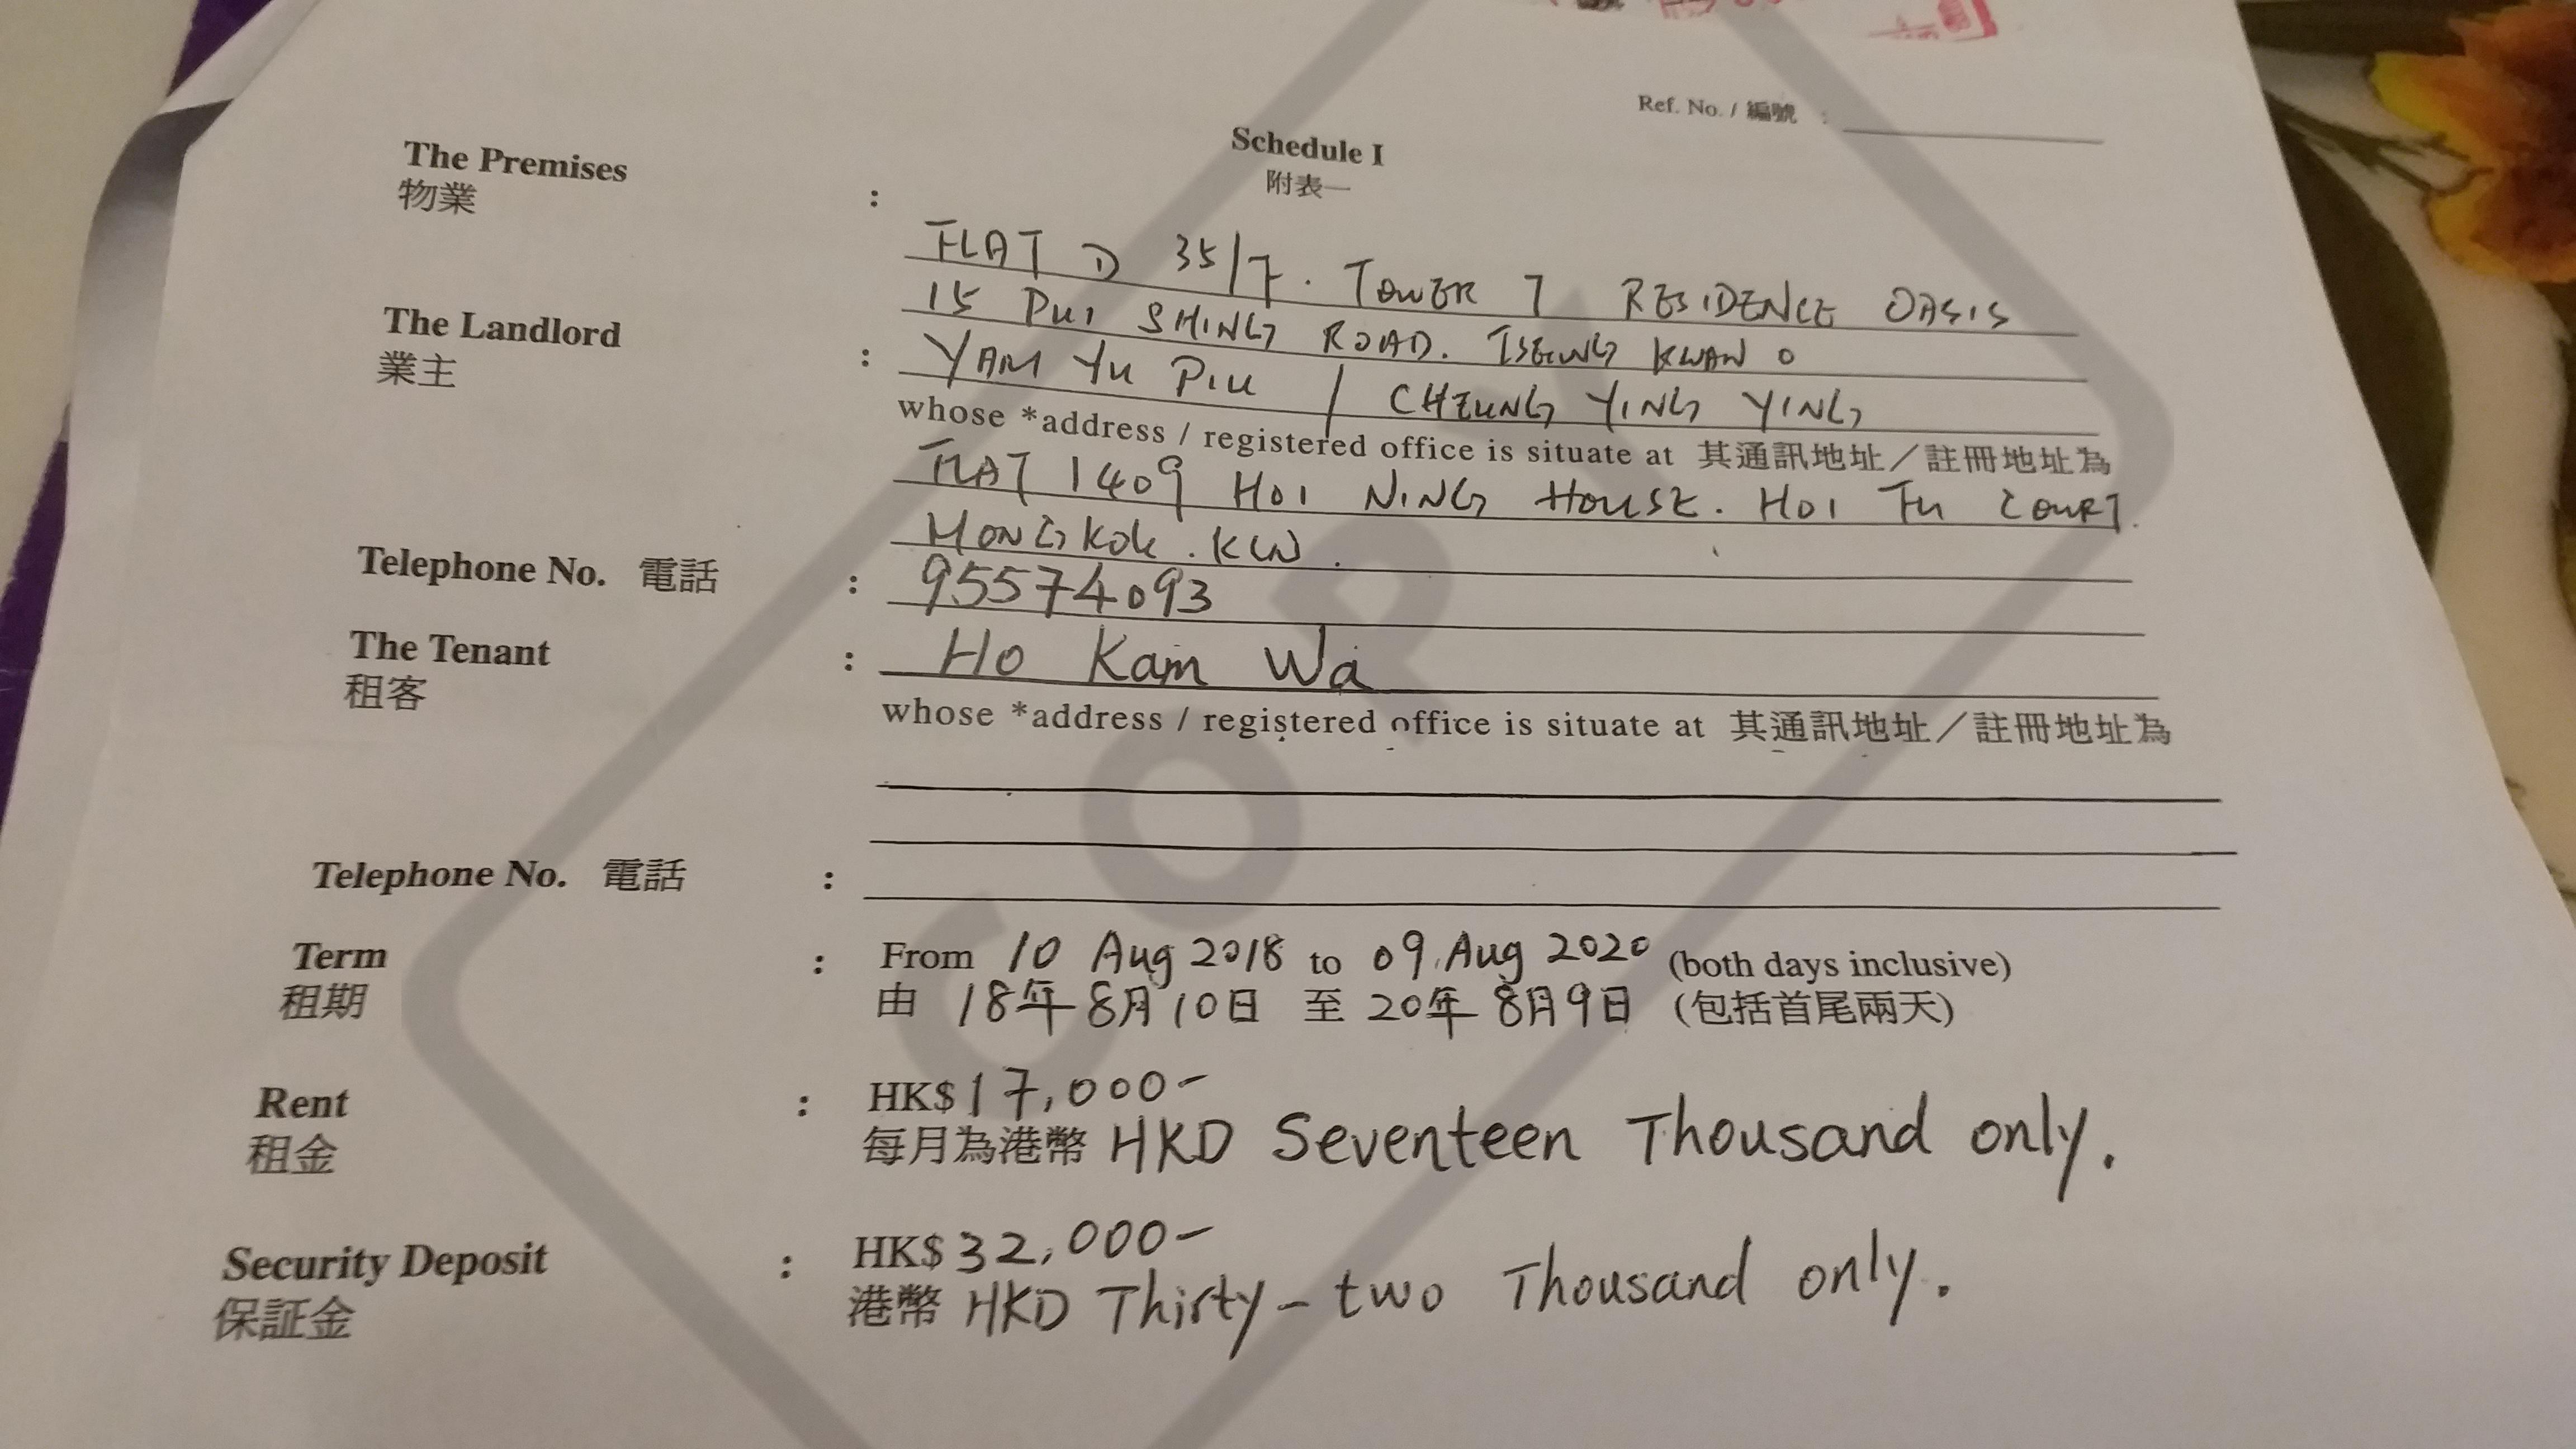 Ref. No. / 編號 :
Schedule I
附表一
The Premises
物業 :
FLAT D 35/F. TOWER 7 RESIDENCE OASIS
15 PUI SHING ROAD. TSEUNG KWAN O
The Landlord
業主 : YAM YU PIU / CHEUNG YING YING
whose *address / registered office is situate at 其通訊地址／註冊地址為
FLAT 1409 HOI NING HOUSE. HOI FU COURT.
MONGKOK. KLN.
Telephone No. 電話 : 95574093
The Tenant
租客 : Ho Kam Wa
whose *address / registered office is situate at 其通訊地址／註冊地址為
Telephone No. 電話 :
Term : From 10 Aug 2018 to 09 Aug 2020 (both days inclusive)
租期 由 18年8月10日 至 20年8月9日 (包括首尾兩天)
Rent : HK$17,000-
租金 每月為港幣 HKD Seventeen Thousand only.
Security Deposit : HK$32,000-
保証金 港幣 HKD Thirty-two Thousand only.
COPY